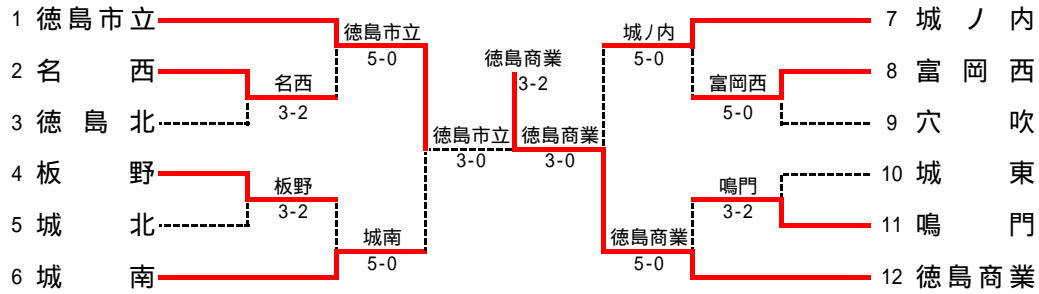 1 徳島市立
2 名西
3 徳島北
4 板野
5 城北
6 城南
名西
3-2
板野
3-2
徳島市立
5-0
城南
5-0
徳島市立
3-0
徳島商業
3-2
徳島商業
3-0
城ノ内
5-0
徳島商業
5-0
富岡西
5-0
鳴門
3-2
7 城ノ内
8 富岡西
9 穴吹
10 城東
11 鳴門
12 徳島商業